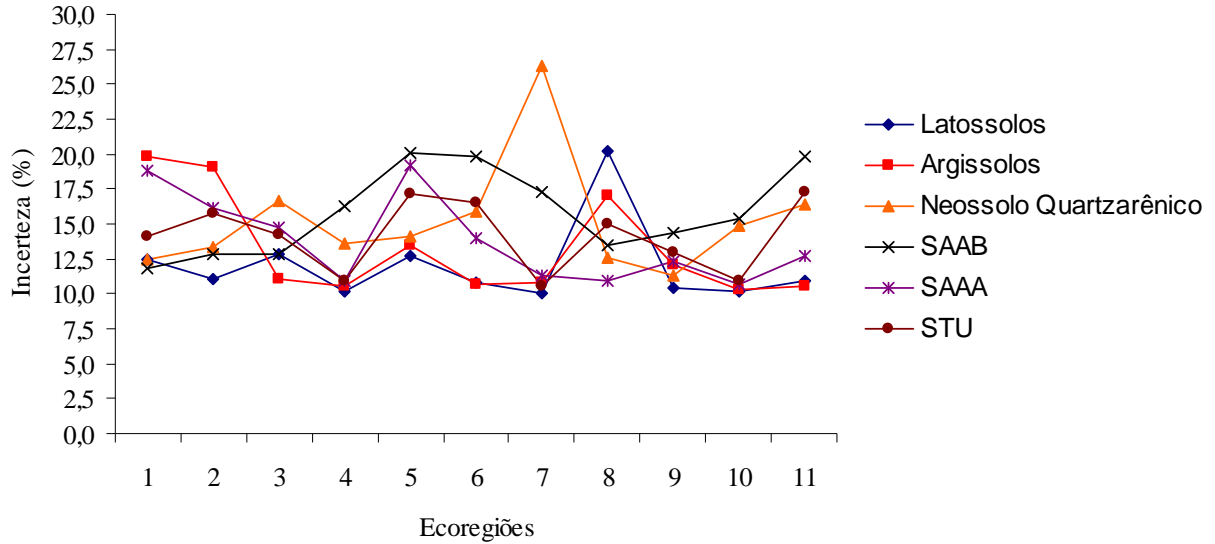 30,0
27,5
25,0
22,5
20,0
17,5
15,0
12,5
10,0
7,5
5,0
2,5
0,0
Incerteza (%)
1 2 3 4 5 6 7 8 9 10 11
Ecoregiões
Latossolos
Argissolos
Neossolo Quartzarênico
SAAB
SAAA
STU